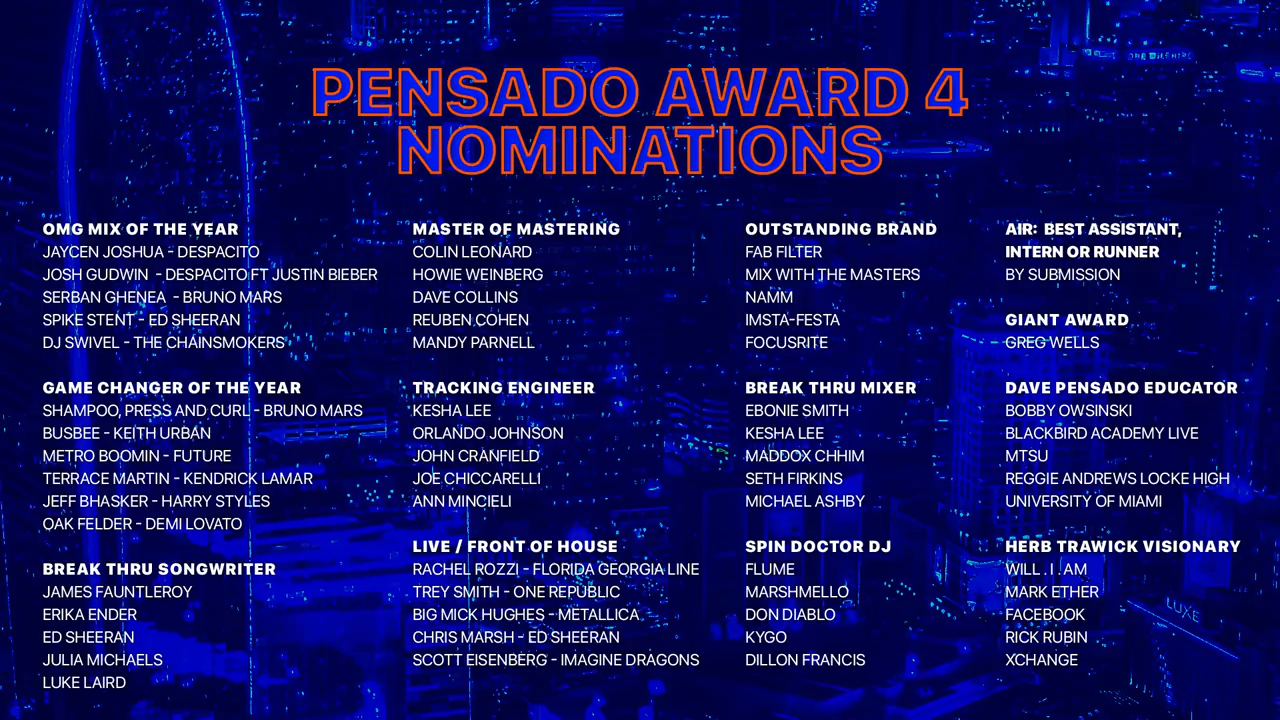 PENSADO AWARD 4
NOMINATIONS
OMG MIX OF THE YEAR
JAYCEN JOSHUA - DESPACITO
JOSH GUDWIN - DESPACITO FT JUSTIN BIEBER
SERBAN GHENEA - BRUNO MARS
SPIKE STENT - ED SHEERAN
DJ SWIVEL - THE CHAINSMOKERS
GAME CHANGER OF THE YEAR
SHAMPOO, PRESS AND CURL - BRUNO MARS
BUSBEE - KEITH URBAN
METRO BOOMIN - FUTURE
TERRACE MARTIN - KENDRICK LAMAR
JEFF BHASKER - HARRY STYLES
OAK FELDER - DEMI LOVATO
BREAK THRU SONGWRITER
JAMES FAUNTLEROY
ERIKA ENDER
ED SHEERAN
JULIA MICHAELS
LUKE LAIRD
MASTER OF MASTERING
COLIN LEONARD
HOWIE WEINBERG
DAVE COLLINS
REUBEN COHEN
MANDY PARNELL
TRACKING ENGINEER
KESHA LEE
ORLANDO JOHNSON
JOHN CRANFIELD
JOE CHICCARELLI
ANN MINCIELI
LIVE / FRONT OF HOUSE
RACHEL ROZZI - FLORIDA GEORGIA LINE
TREY SMITH - ONE REPUBLIC
BIG MICK HUGHES - METALLICA
CHRIS MARSH - ED SHEERAN
SCOTT EISENBERG - IMAGINE DRAGONS
OUTSTANDING BRAND
FAB FILTER
MIX WITH THE MASTERS
NAMM
IMSTA-FESTA
FOCUSRITE
BREAK THRU MIXER
EBONIE SMITH
KESHA LEE
MADDOX CHHIM
SETH FIRKINS
MICHAEL ASHBY
SPIN DOCTOR DJ
FLUME
MARSHMELLO
DON DIABLO
KYGO
DILLON FRANCIS
AIR: BEST ASSISTANT,
INTERN OR RUNNER
BY SUBMISSION
GIANT AWARD
GREG WELLS
DAVE PENSADO EDUCATOR
BOBBY OWSINSKI
BLACKBIRD ACADEMY LIVE
MTSU
REGGIE ANDREWS LOCKE HIGH
UNIVERSITY OF MIAMI
HERB TRAWICK VISIONARY
WILL . I . AM
MARK ETHER
FACEBOOK
RICK RUBIN
XCHANGE
LUXE